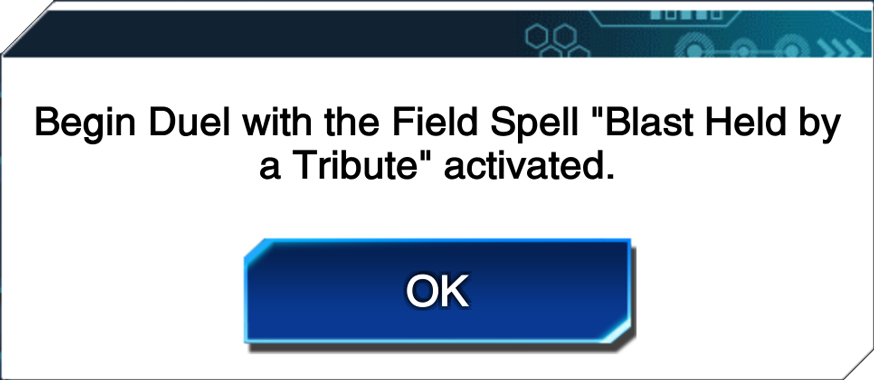 Begin Duel with the Field Spell "Blast Held by
a Tribute" activated.
OK